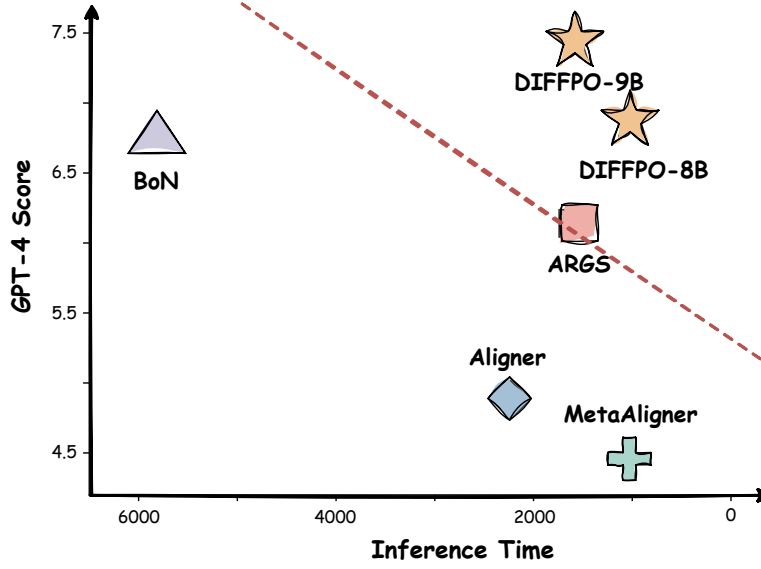 7.5
DIFFPO-9B
6.5
DIFFPO-8B
BoN
GPT-4 Score
ARGS
5.5
Aligner
MetaAligner
4.5
6000
4000
2000
0
Inference Time